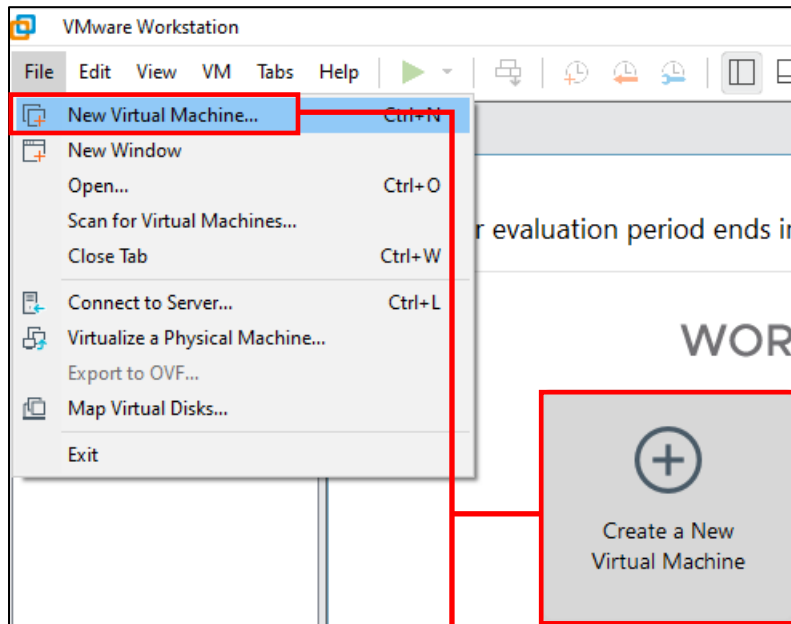 VMware Workstation
File Edit View VM Tabs Help
New Virtual Machine... Ctrl+N
New Window
Open... Ctrl+O
Scan for Virtual Machines...
Close Tab Ctrl+W
r evaluation period ends i
Connect to Server... Ctrl+L
Virtualize a Physical Machine...
WOR
Export to OVF...
Map Virtual Disks...
Exit
Create a New
Virtual Machine